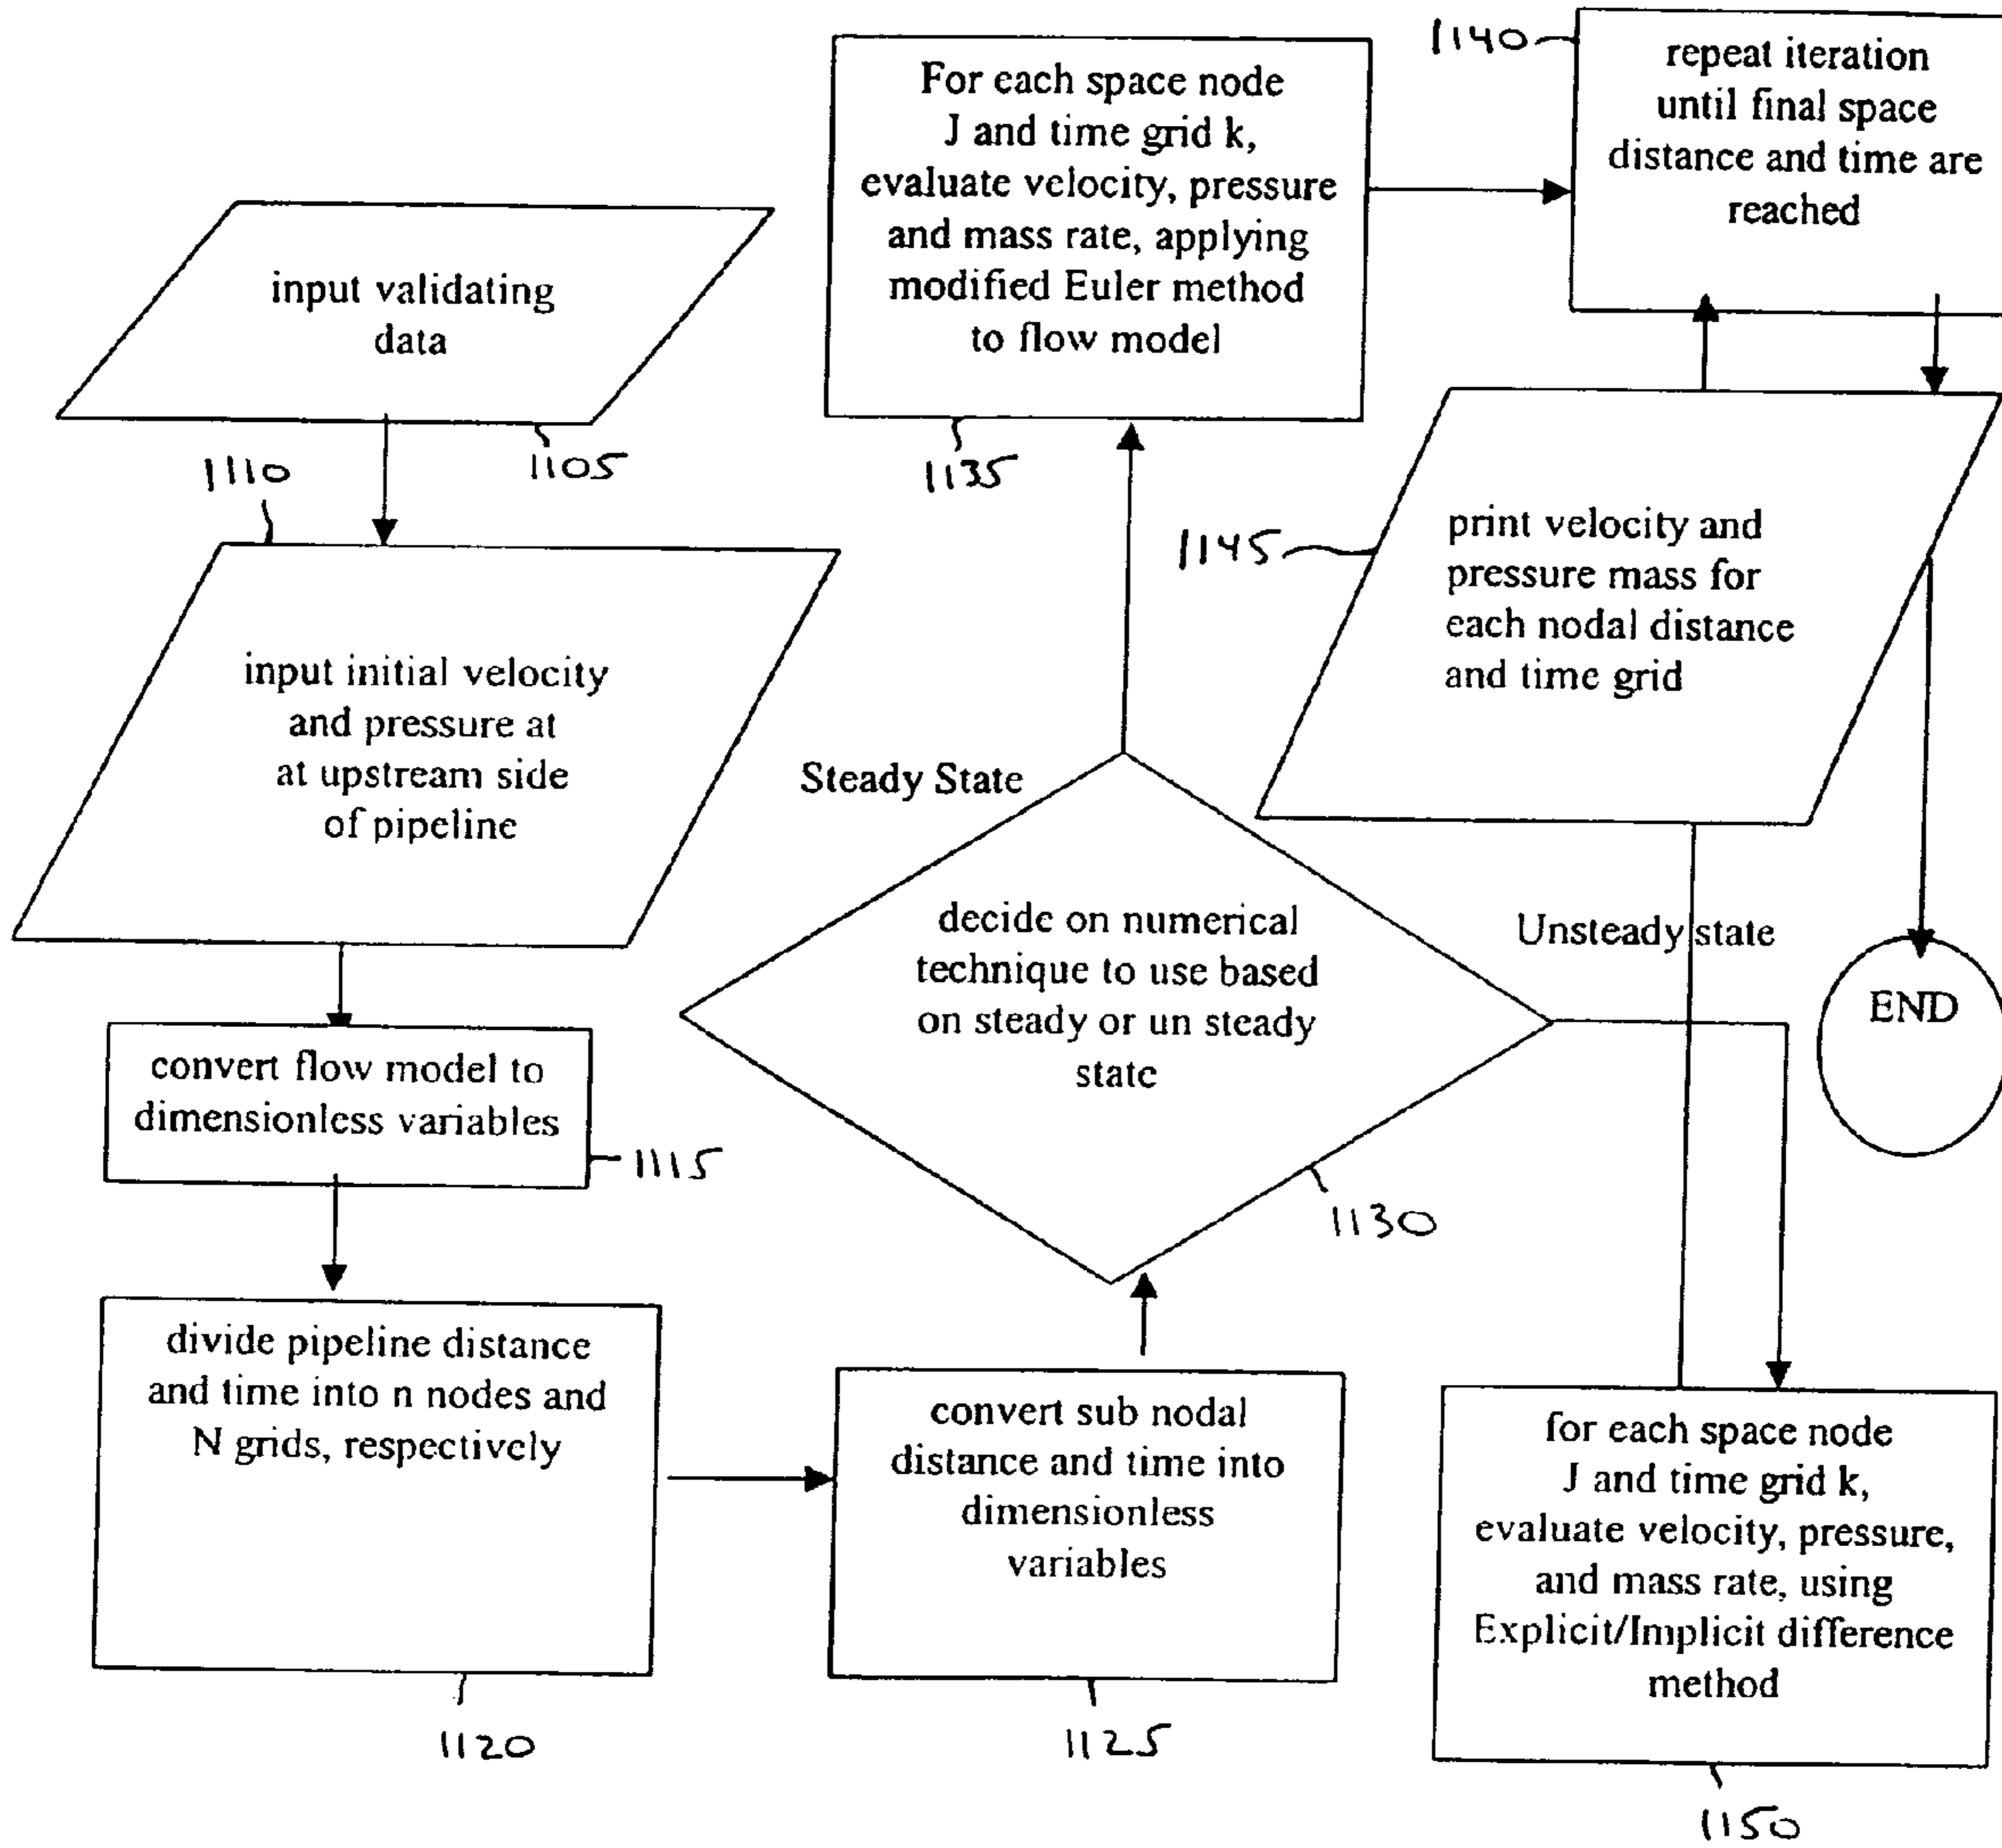 input validating
data
1105
1110
input initial velocity
and pressure at
at upstream side
of pipeline
convert flow model to
dimensionless variables
1115
divide pipeline distance
and time into n nodes and
N grids, respectively
1120
convert sub nodal
distance and time into
dimensionless
variables
1125
decide on numerical
technique to use based
on steady or un steady
state
1130
Steady State
Unsteady state
For each space node
J and time grid k,
evaluate velocity, pressure
and mass rate, applying
modified Euler method
to flow model
1135
1140
repeat iteration
until final space
distance and time are
reached
1145
print velocity and
pressure mass for
each nodal distance
and time grid
END
for each space node
J and time grid k,
evaluate velocity, pressure,
and mass rate, using
Explicit/Implicit difference
method
1150